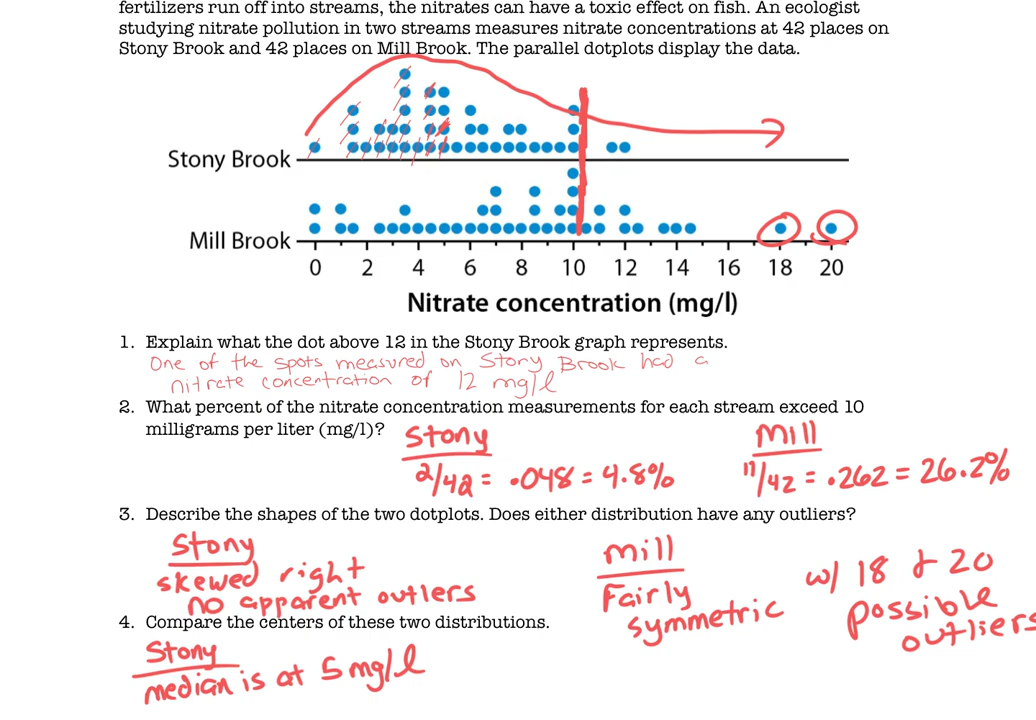 fertilizers run off into streams, the nitrates can have a toxic effect on fish. An ecologist
studying nitrate pollution in two streams measures nitrate concentrations at 42 places on
Stony Brook and 42 places on Mill Brook. The parallel dotplots display the data.
Stony Brook
Mill Brook
0 2 4 6 8 10 12 14 16 18 20
Nitrate concentration (mg/l)
1. Explain what the dot above 12 in the Stony Brook graph represents.
One of the spots measured on Stony Brook had a
nitrate concentration of 12 mg/l
2. What percent of the nitrate concentration measurements for each stream exceed 10
milligrams per liter (mg/l)?
Stony
2/42 = .048 = 4.8%
Mill
11/42 = .262 = 26.2%
3. Describe the shapes of the two dotplots. Does either distribution have any outliers?
Stony
skewed right
no apparent outlers
Mill
Fairly
symmetric
w/ 18 & 20
possible
outliers
4. Compare the centers of these two distributions.
Stony
median is at 5 mg/l